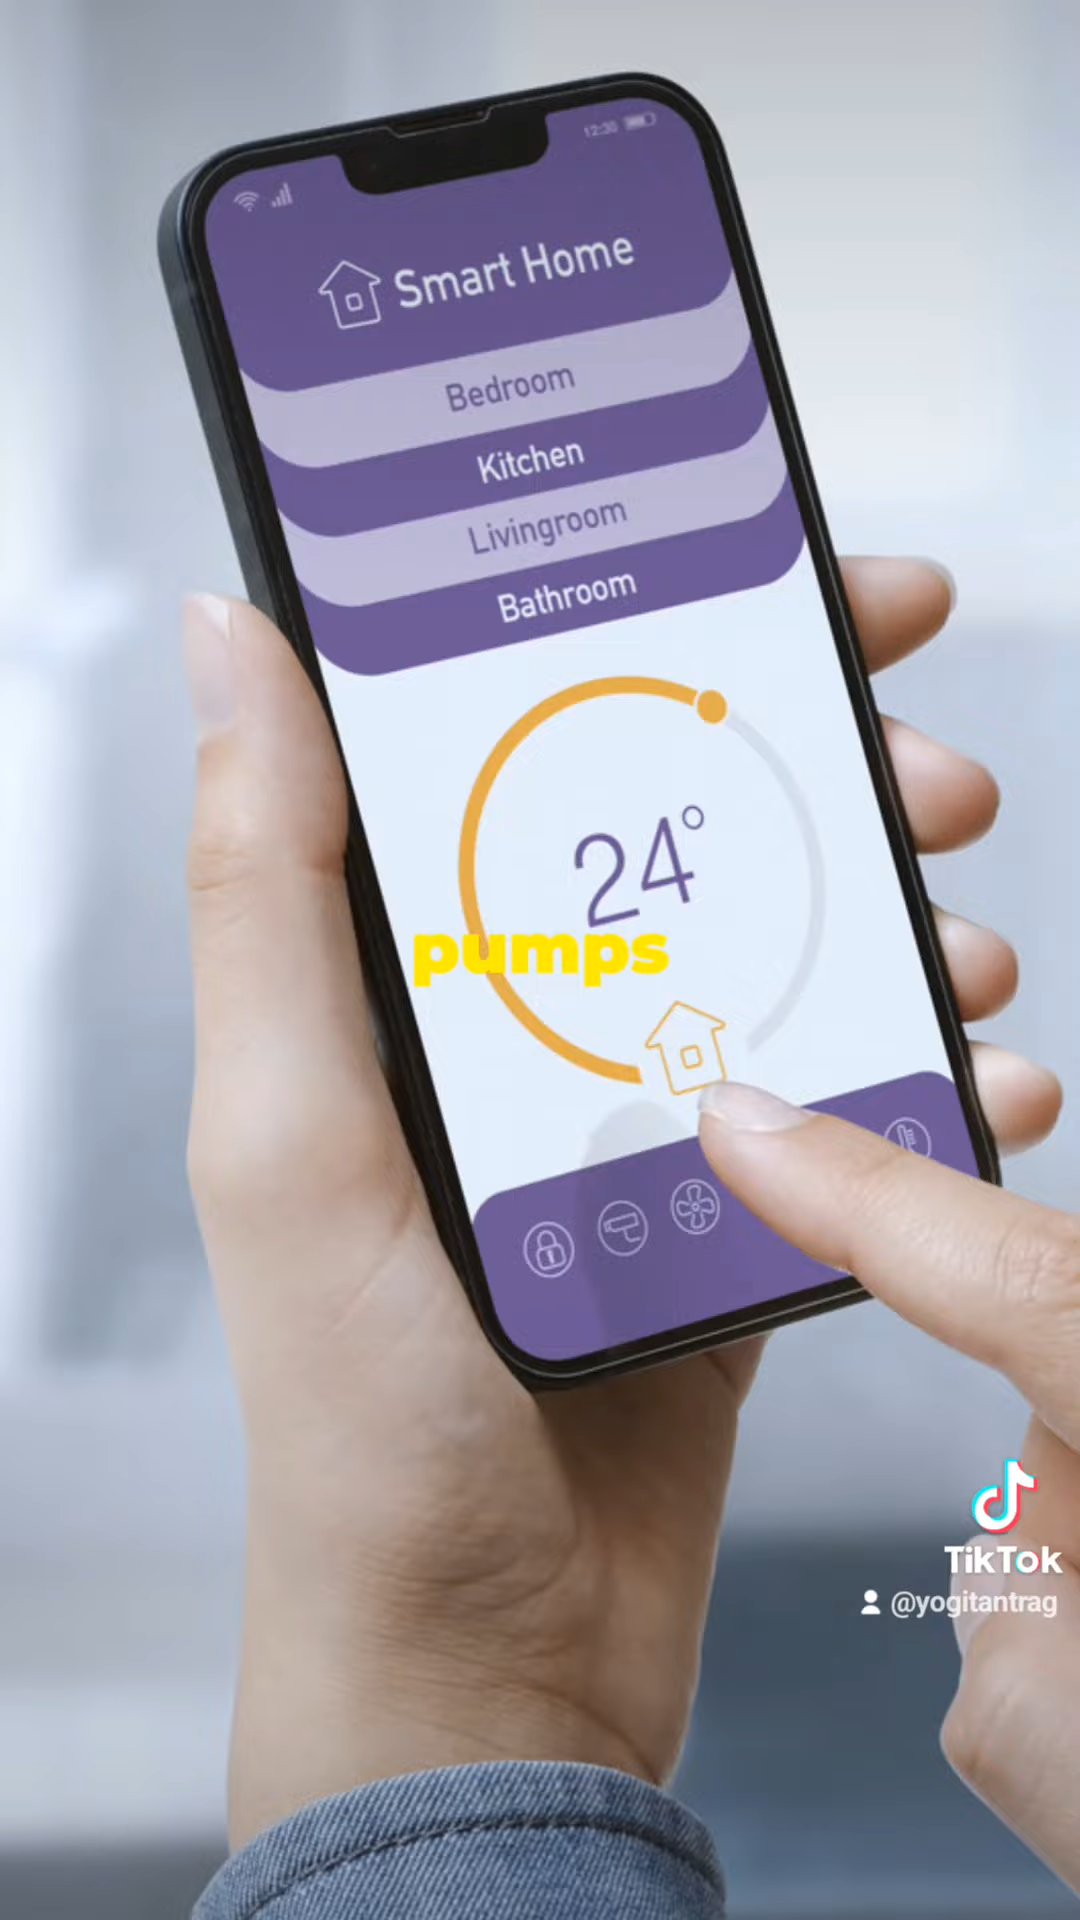 12:30
Smart Home
Bedroom
Kitchen
Livingroom
Bathroom
24°
pumps
TikTok
@yogitantrag